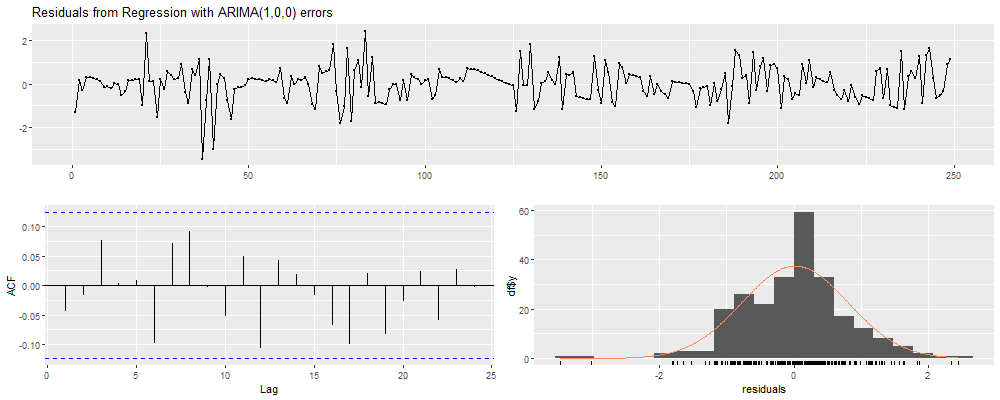 Residuals from Regression with ARIMA(1,0,0) errors
2
0
-2
0 50 100 150 200 250
ACF
0.10
0.05
0.00
-0.05
-0.10
0 5 10 15 20 25
Lag
df$y
60
40
20
0
-2 0 2
residuals